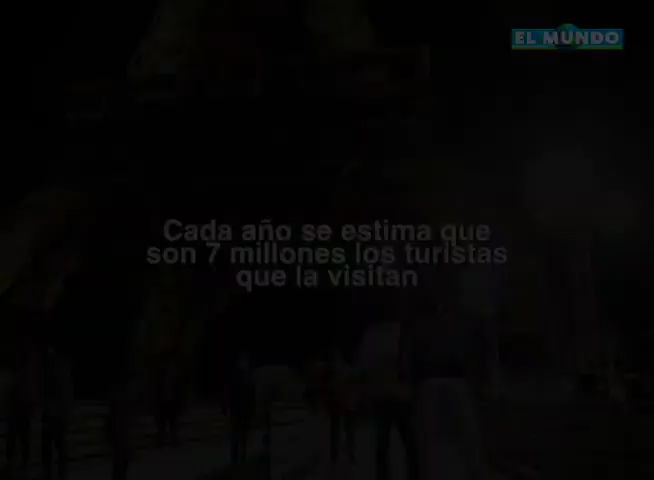 EL MUNDO
Cada año se estima que
son 7 millones los turistas
que la visitan